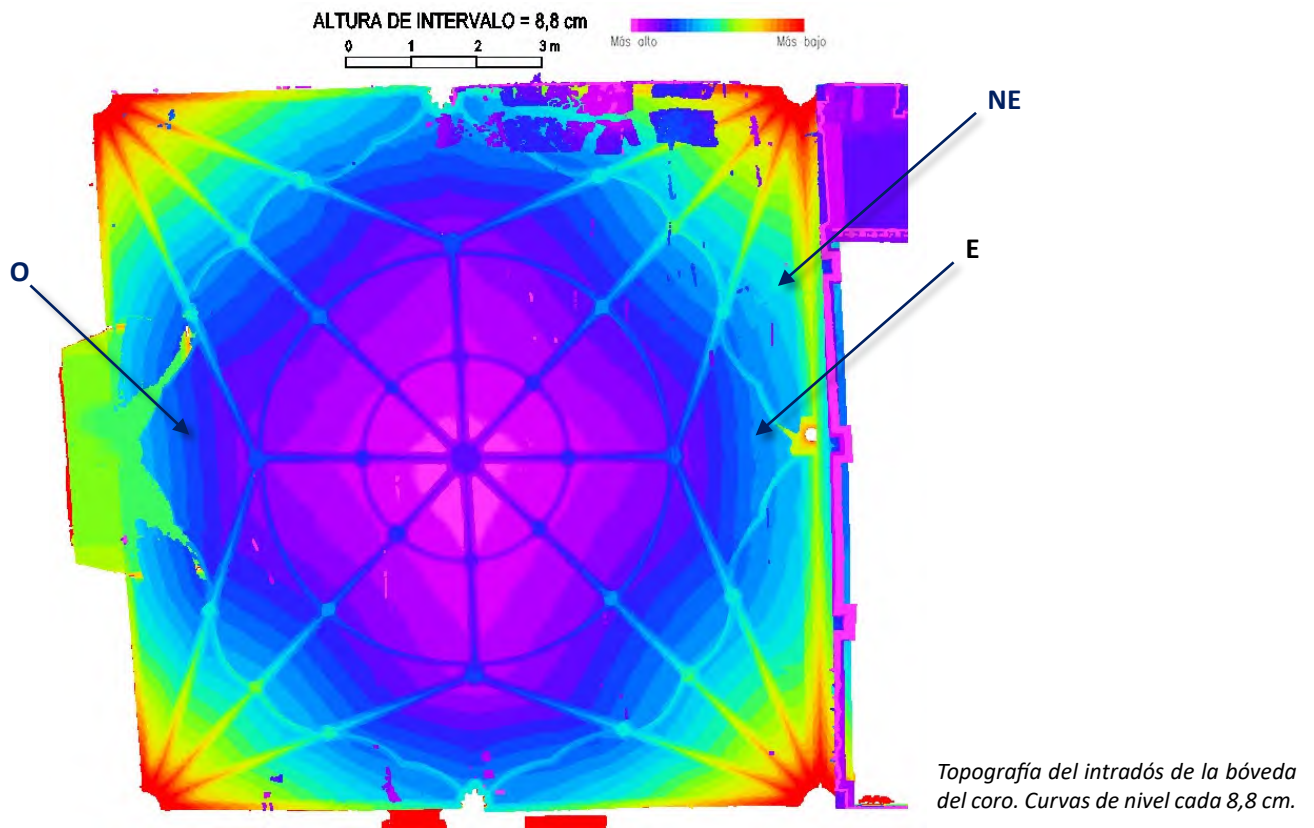 ALTURA DE INTERVALO = 8,8 cm
0 1 2 3 m
Más alto Más bajo
NE
E
O
Topografía del intradós de la bóveda
del coro. Curvas de nivel cada 8,8 cm.